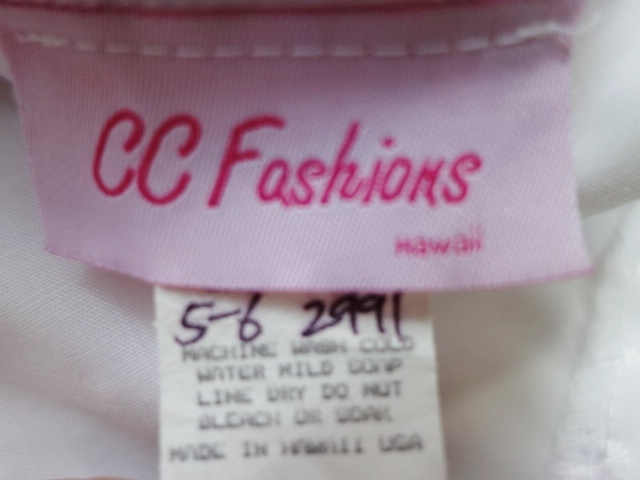 CC Fashions
Hawaii
5-6 2991
MACHINE WASH COLD
WATER MILD SOAP
LINE DRY DO NOT
BLEACH OR SOAK
MADE IN HAWAII USA